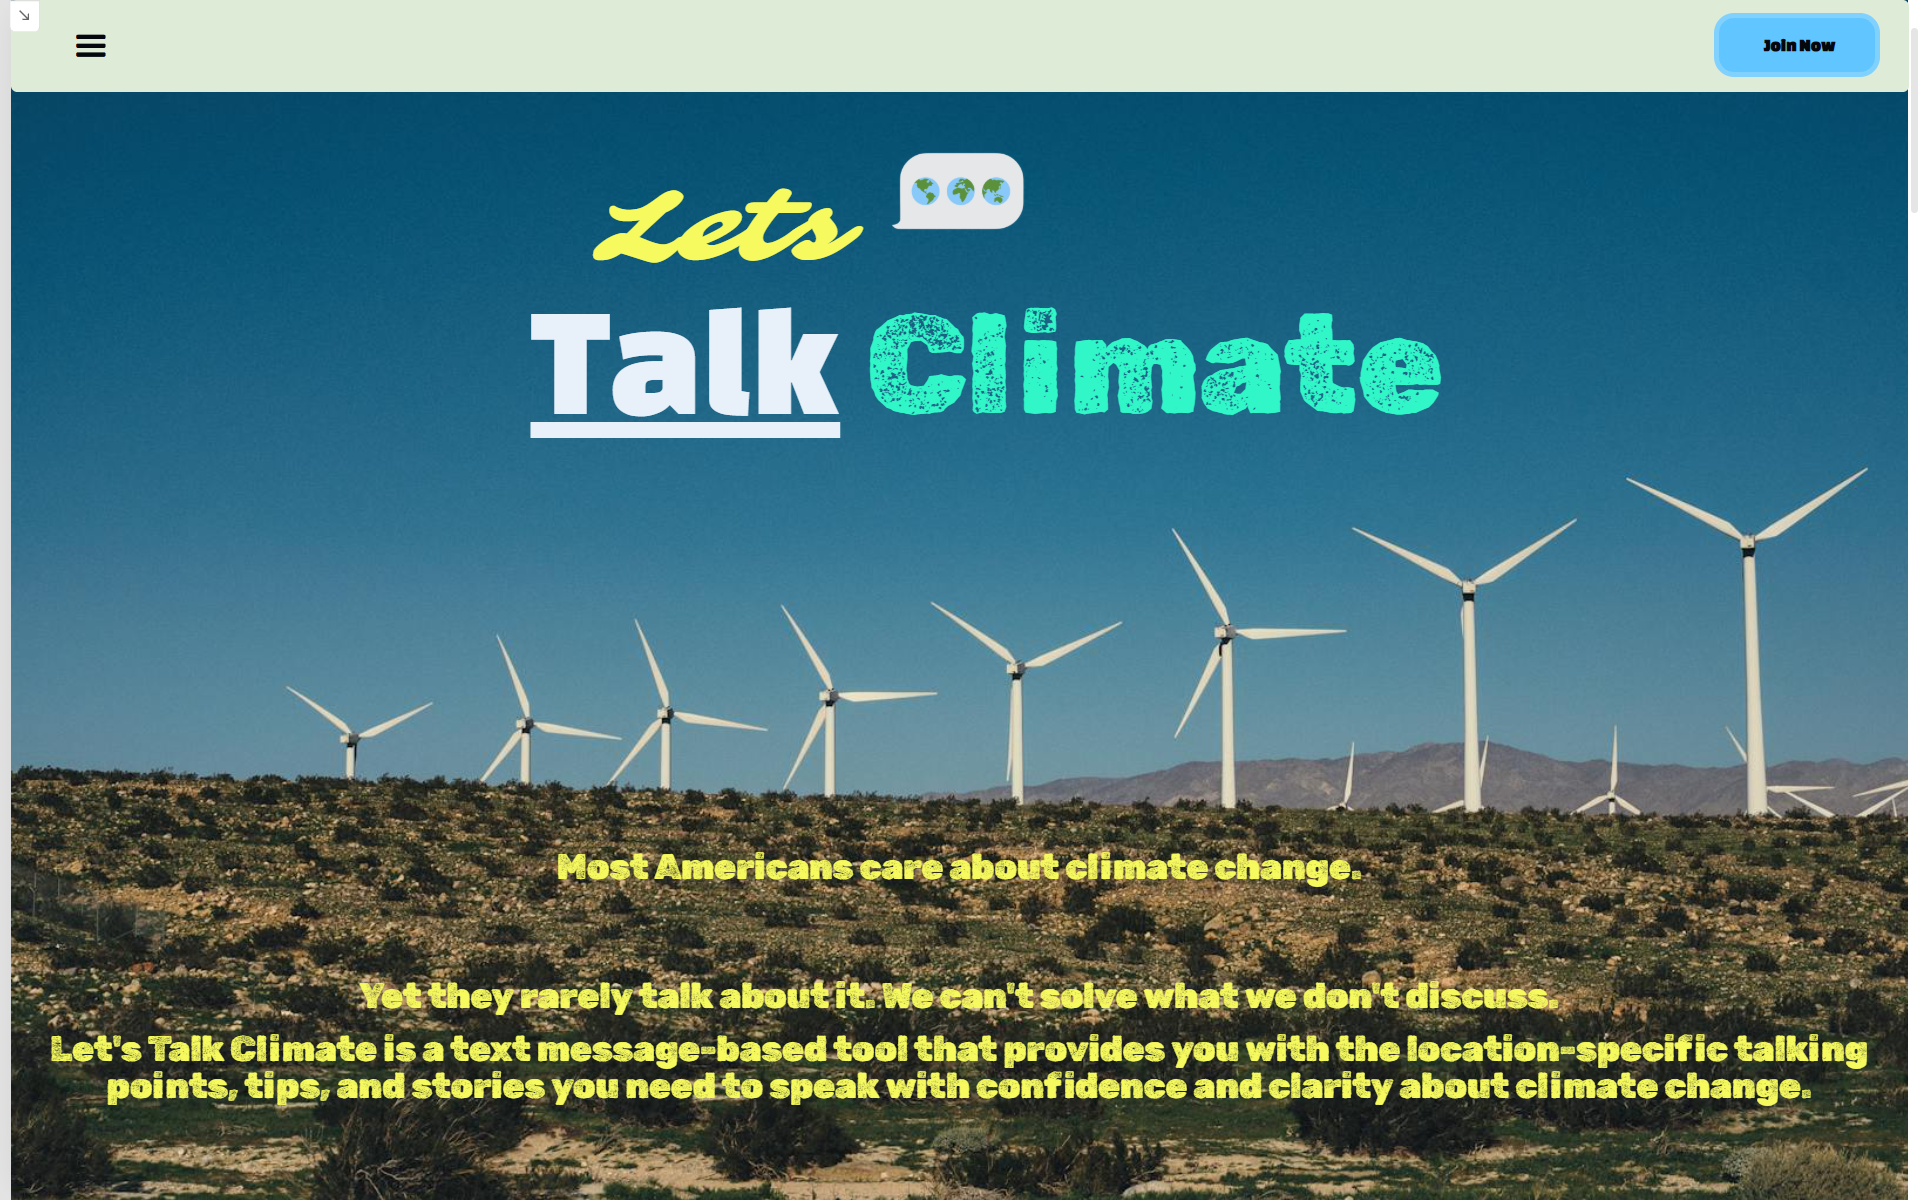 Join Now
Lets
Talk Climate
Most Americans care about climate change.
Yet they rarely talk about it. We can't solve what we don't discuss.
Let's Talk Climate is a text message-based tool that provides you with the location-specific talking
points, tips, and stories you need to speak with confidence and clarity about climate change.